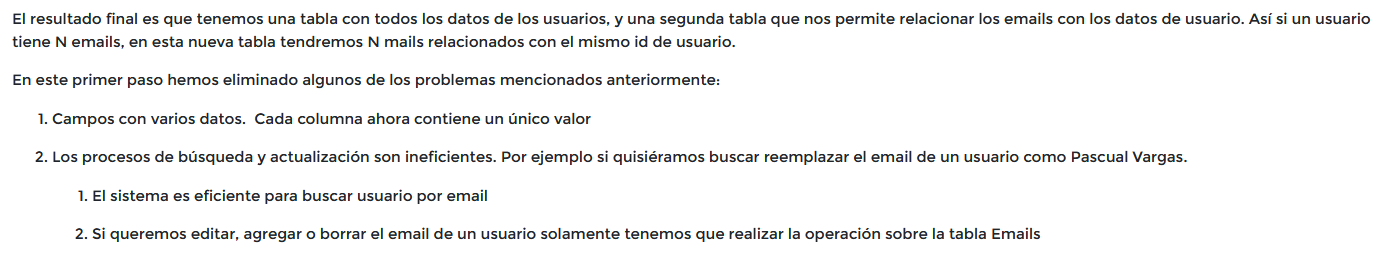 El resultado final es que tenemos una tabla con todos los datos de los usuarios, y una segunda tabla que nos permite relacionar los emails con los datos de usuario. Así si un usuario
tiene N emails, en esta nueva tabla tendremos N mails relacionados con el mismo id de usuario.
En este primer paso hemos eliminado algunos de los problemas mencionados anteriormente:
1. Campos con varios datos.  Cada columna ahora contiene un único valor
2. Los procesos de búsqueda y actualización son ineficientes. Por ejemplo si quisiéramos buscar reemplazar el email de un usuario como Pascual Vargas.
1. El sistema es eficiente para buscar usuario por email
2. Si queremos editar, agregar o borrar el email de un usuario solamente tenemos que realizar la operación sobre la tabla Emails